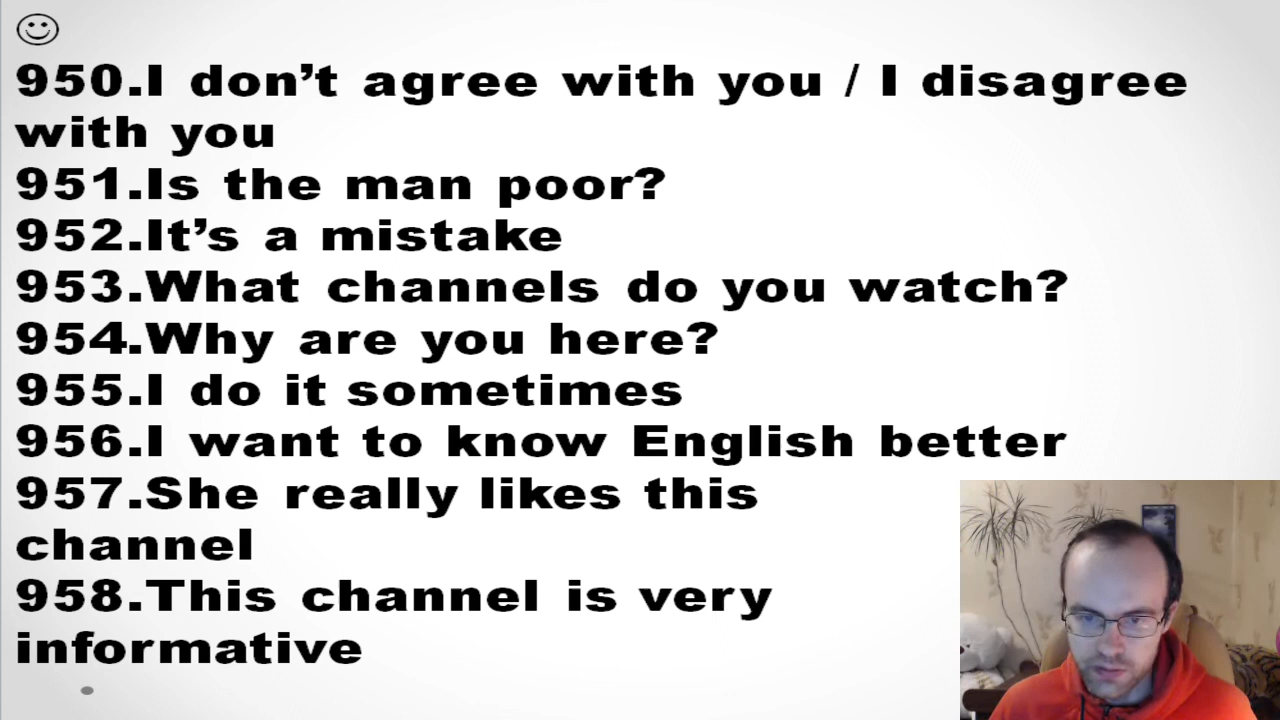 950.I don’t agree with you / I disagree
with you
951.Is the man poor?
952.It’s a mistake
953.What channels do you watch?
954.Why are you here?
955.I do it sometimes
956.I want to know English better
957.She really likes this
channel
958.This channel is very
informative